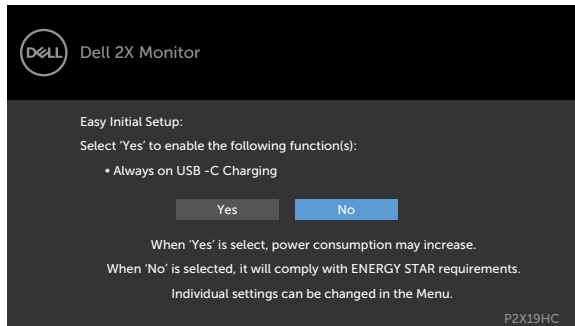 DELL
Dell 2X Monitor
Easy Initial Setup:
Select ‘Yes’ to enable the following function(s):
• Always on USB -C Charging
Yes
No
When ‘Yes’ is select, power consumption may increase.
When ‘No’ is selected, it will comply with ENERGY STAR requirements.
Individual settings can be changed in the Menu.
P2X19HC